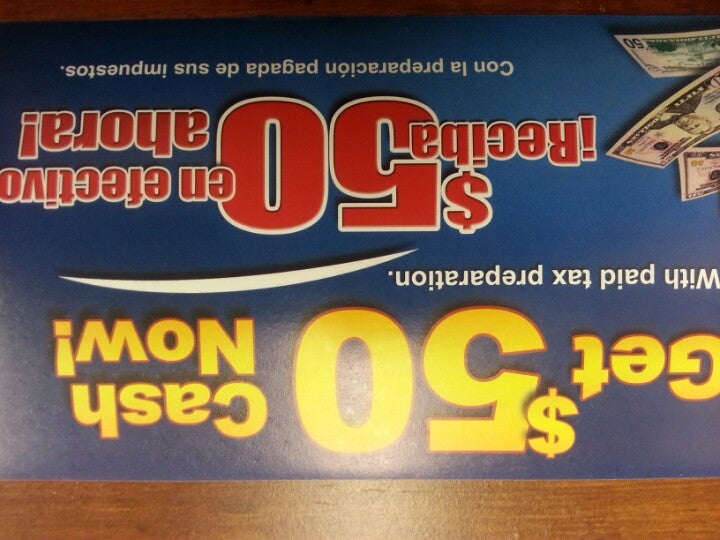 Get $50 Cash Now!
With paid tax preparation.
¡Reciba $50 en efectivo ahora!
Con la preparación pagada de sus impuestos.
50